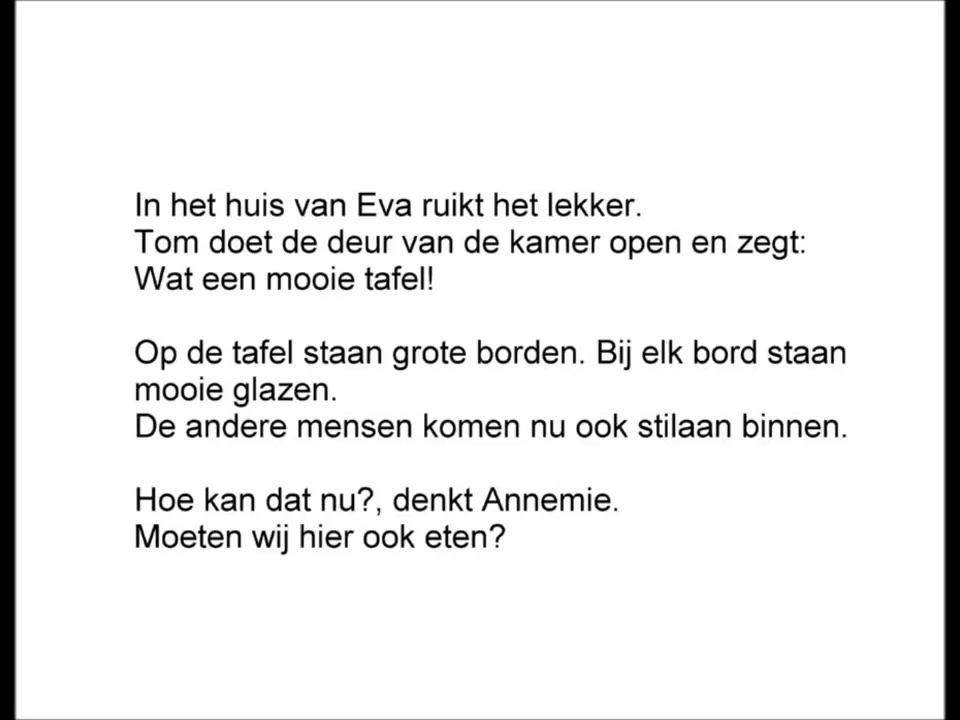 In het huis van Eva ruikt het lekker.
Tom doet de deur van de kamer open en zegt:
Wat een mooie tafel!
Op de tafel staan grote borden. Bij elk bord staan
mooie glazen.
De andere mensen komen nu ook stilaan binnen.
Hoe kan dat nu?, denkt Annemie.
Moeten wij hier ook eten?